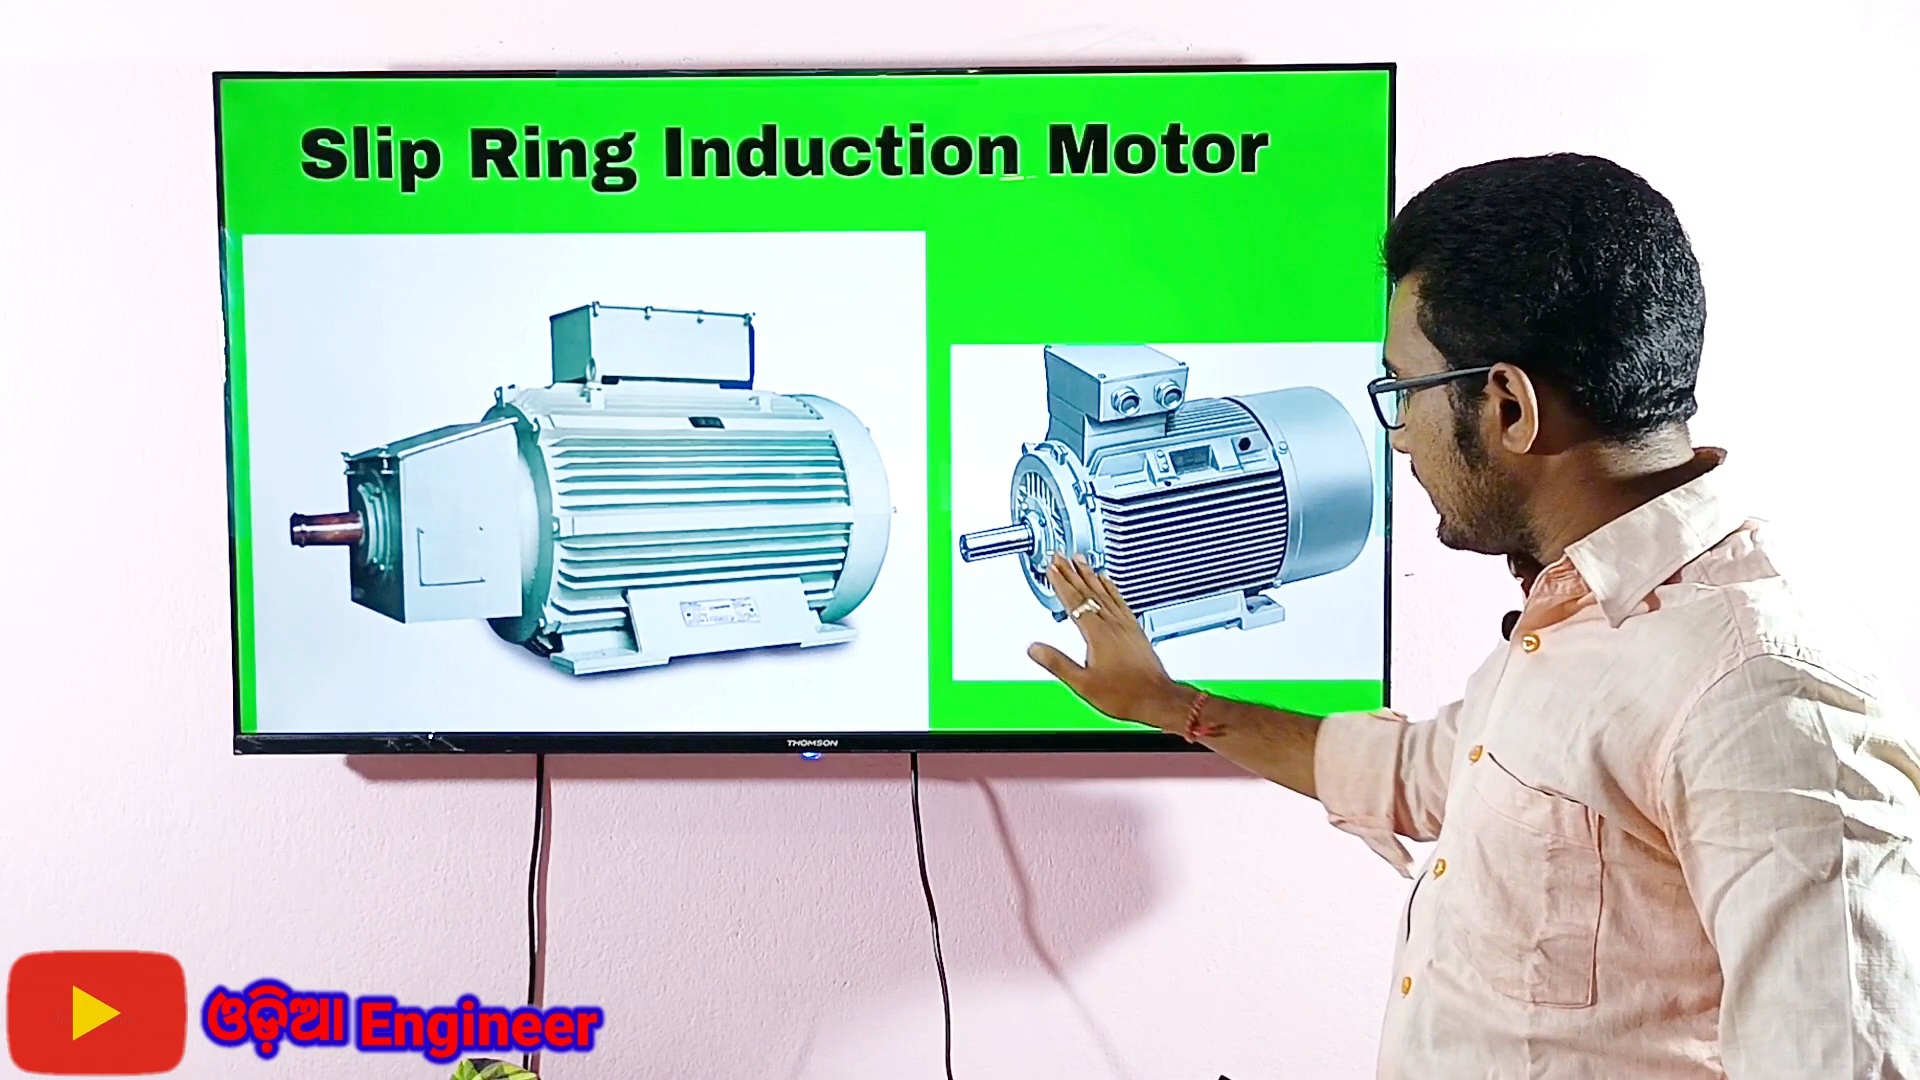 Slip Ring Induction Motor
THOMSON
ଓଡ଼ିଆ Engineer